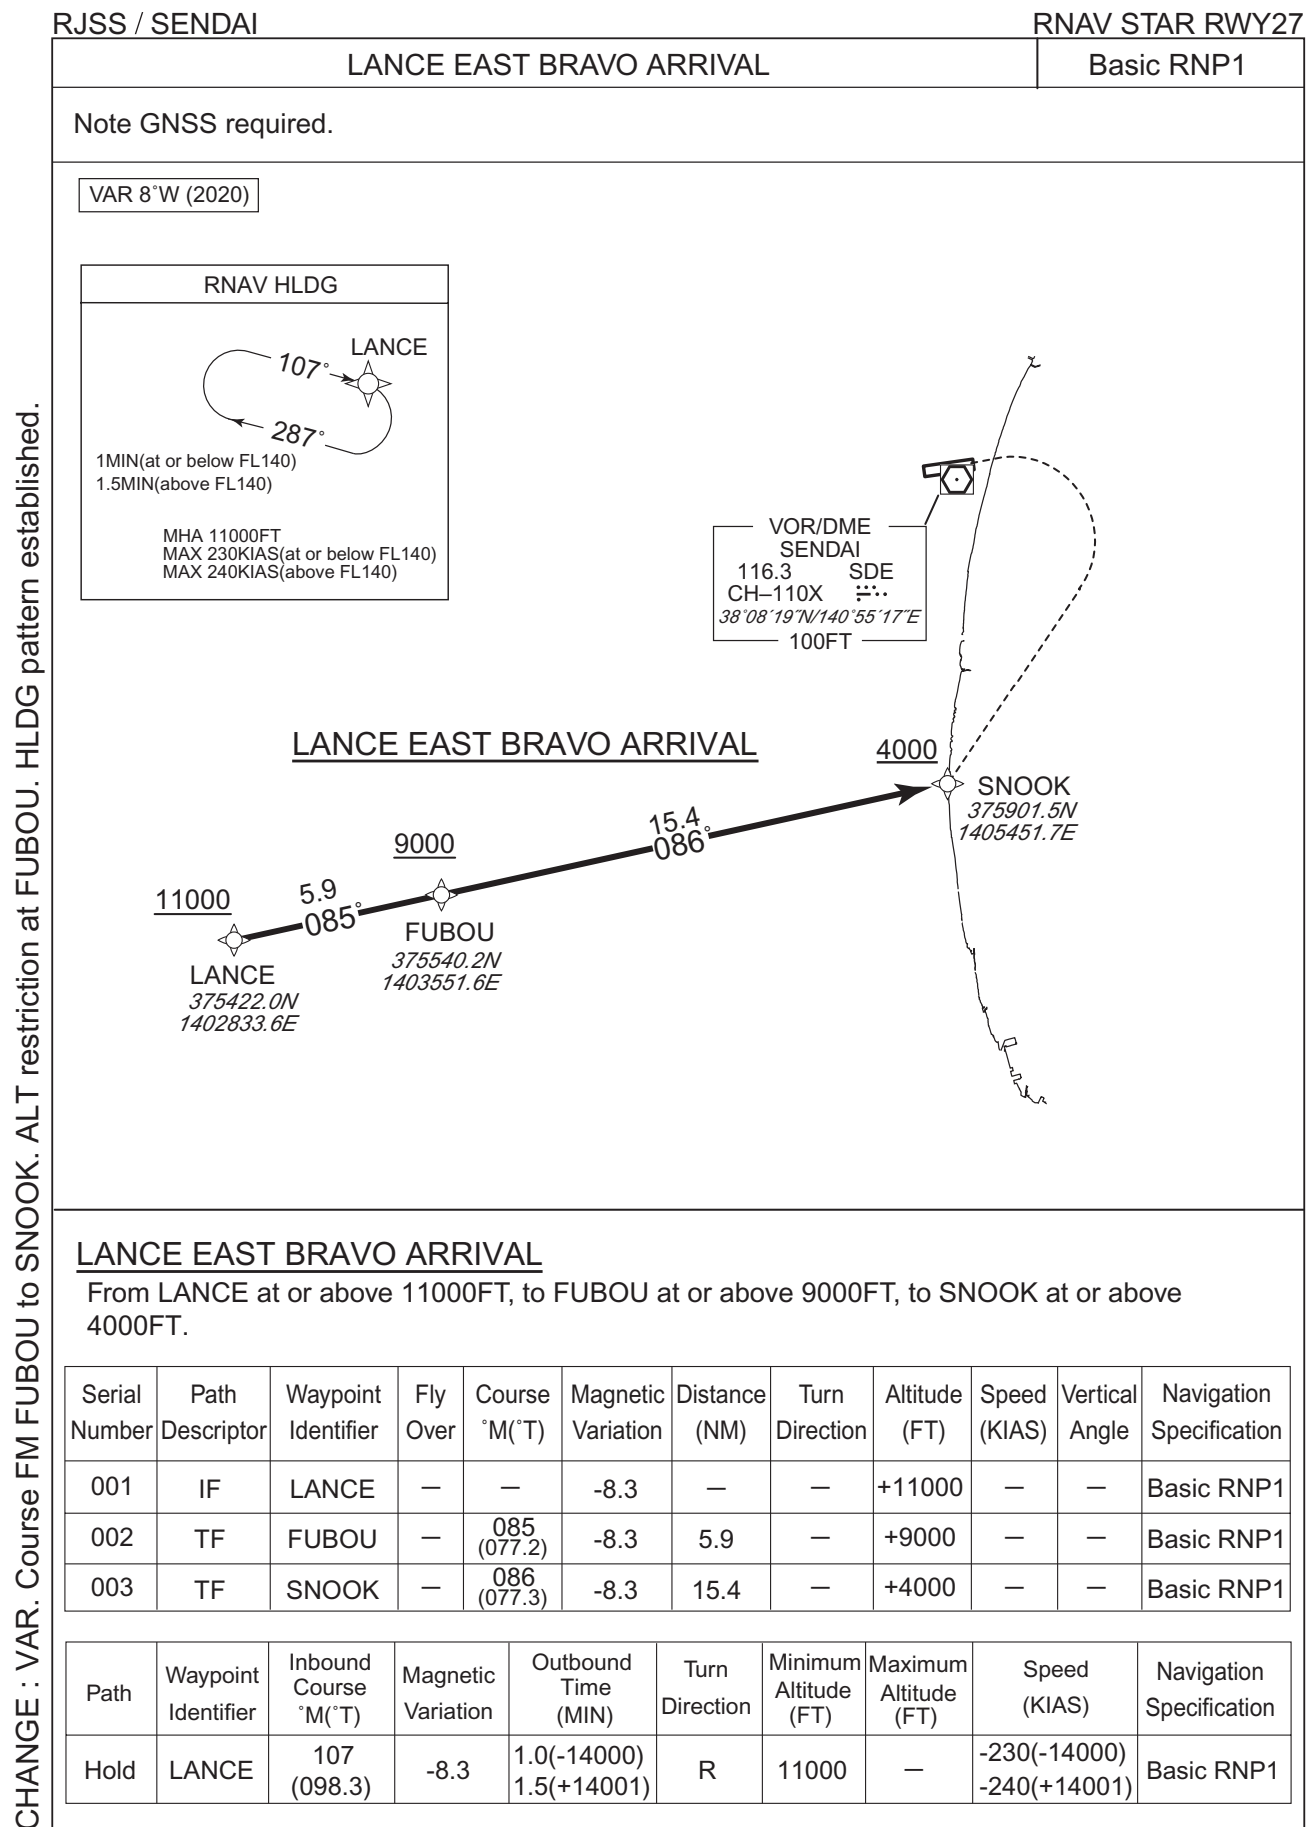 RJSS / SENDAI
RNAV STAR RWY27
LANCE EAST BRAVO ARRIVAL
Basic RNP1
Note GNSS required.
VAR 8˚W (2020)
RNAV HLDG
LANCE
107˚
287˚
1MIN(at or below FL140)
1.5MIN(above FL140)
MHA 11000FT
MAX 230KIAS(at or below FL140)
MAX 240KIAS(above FL140)
VOR/DME
SENDAI
116.3 SDE
CH–110X
38˚08´19˝N/140˚55´17˝E
100FT
LANCE EAST BRAVO ARRIVAL
4000
SNOOK
375901.5N
1405451.7E
15.4
086˚
9000
FUBOU
375540.2N
1403551.6E
5.9
085˚
11000
LANCE
375422.0N
1402833.6E
LANCE EAST BRAVO ARRIVAL
From LANCE at or above 11000FT, to FUBOU at or above 9000FT, to SNOOK at or above
4000FT.
Serial Number | Path Descriptor | Waypoint Identifier | Fly Over | Course ˚M(˚T) | Magnetic Variation | Distance (NM) | Turn Direction | Altitude (FT) | Speed (KIAS) | Vertical Angle | Navigation Specification
001 | IF | LANCE | — | — | -8.3 | — | — | +11000 | — | — | Basic RNP1
002 | TF | FUBOU | — | 085 (077.2) | -8.3 | 5.9 | — | +9000 | — | — | Basic RNP1
003 | TF | SNOOK | — | 086 (077.3) | -8.3 | 15.4 | — | +4000 | — | — | Basic RNP1
Path | Waypoint Identifier | Inbound Course ˚M(˚T) | Magnetic Variation | Outbound Time (MIN) | Turn Direction | Minimum Altitude (FT) | Maximum Altitude (FT) | Speed (KIAS) | Navigation Specification
Hold | LANCE | 107 (098.3) | -8.3 | 1.0(-14000) 1.5(+14001) | R | 11000 | — | -230(-14000) -240(+14001) | Basic RNP1
CHANGE : VAR. Course FM FUBOU to SNOOK. ALT restriction at FUBOU. HLDG pattern established.